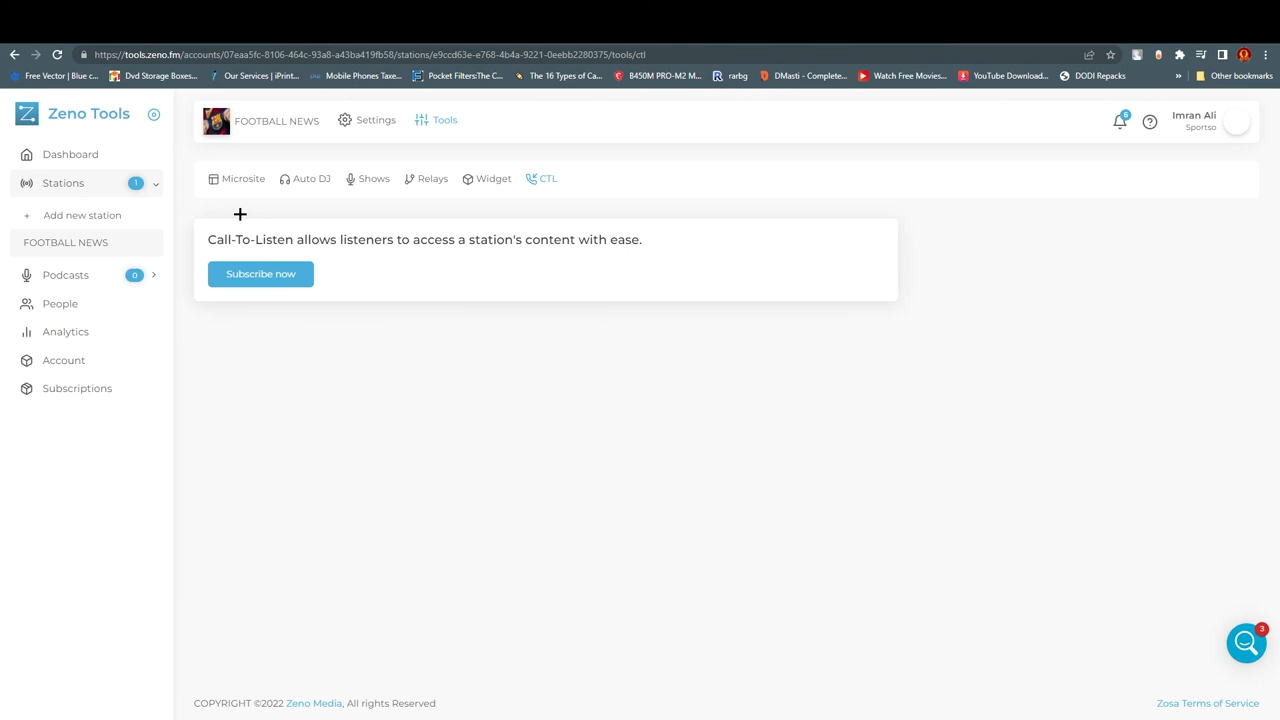 https://tools.zeno.fm/accounts/07eaa5fc-8106-464c-93a8-a43ba419fb58/stations/e9ccd63e-e768-4b4a-9221-0eebb2280375/tools/ctl
Free Vector | Blue c... Dvd Storage Boxes... Our Services | iPrint... Mobile Phones Taxe... Pocket Filters:The C... The 16 Types of Ca... B450M PRO-M2 M... rarbg DMasti - Complete... Watch Free Movies... YouTube Download... DODI Repacks » Other bookmarks
Zeno Tools
FOOTBALL NEWS Settings Tools
6
Imran Ali
Sportso
Dashboard
Stations 1
Add new station
FOOTBALL NEWS
Podcasts 0
People
Analytics
Account
Subscriptions
Microsite Auto DJ Shows Relays Widget CTL
Call-To-Listen allows listeners to access a station's content with ease.
Subscribe now
3
COPYRIGHT ©2022 Zeno Media, All rights Reserved
Zosa Terms of Service